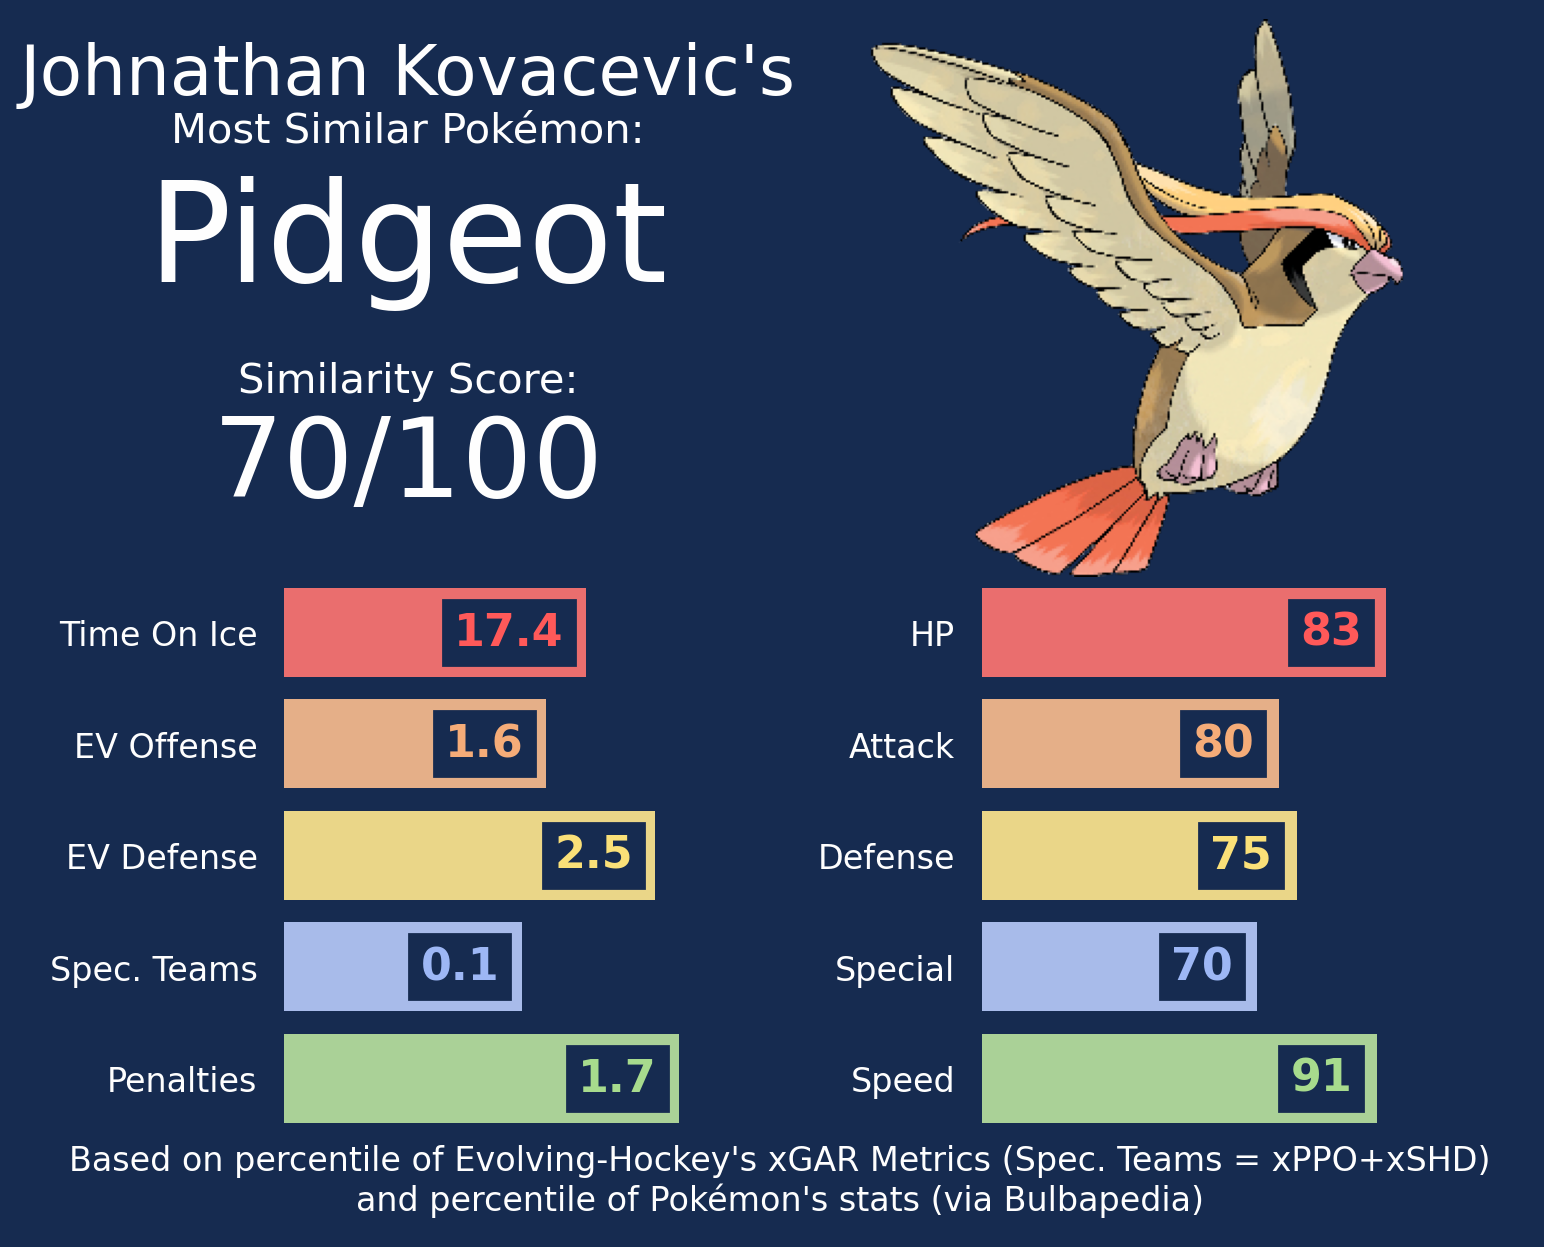 Johnathan Kovacevic's
Most Similar Pokémon:
Pidgeot
Similarity Score:
70/100
Time On Ice 17.4
EV Offense 1.6
EV Defense 2.5
Spec. Teams 0.1
Penalties 1.7
HP 83
Attack 80
Defense 75
Special 70
Speed 91
Based on percentile of Evolving-Hockey's xGAR Metrics (Spec. Teams = xPPO+xSHD)
and percentile of Pokémon's stats (via Bulbapedia)